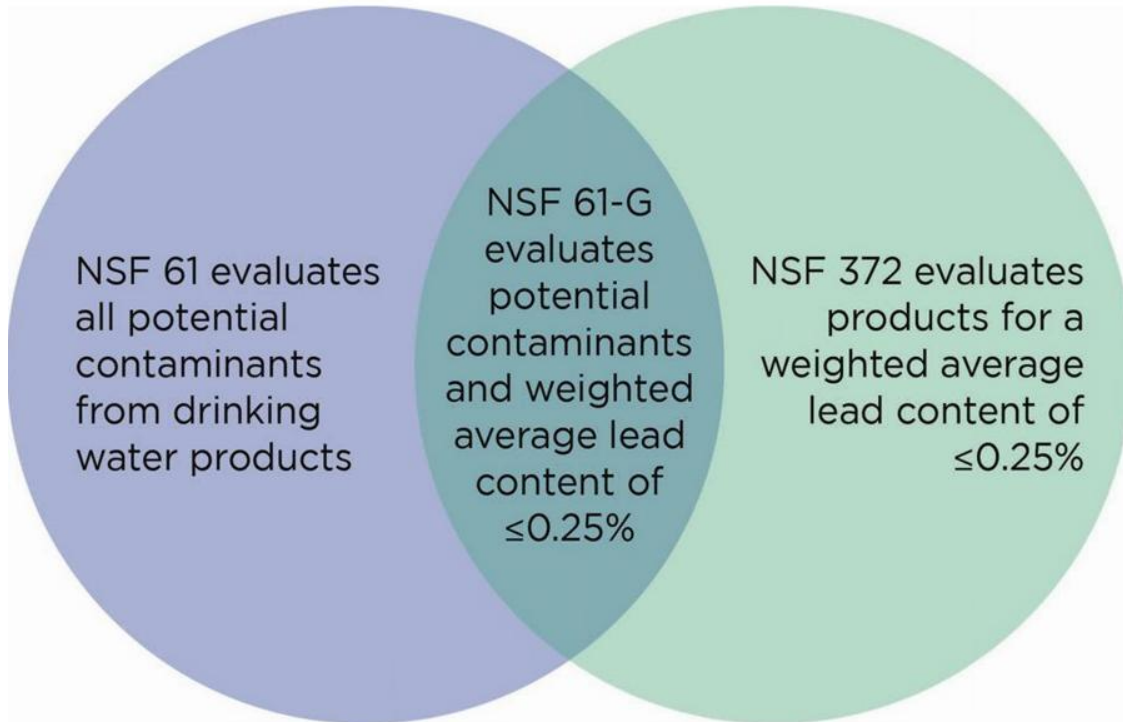 NSF 61 evaluates
all potential
contaminants
from drinking
water products
NSF 61-G
evaluates
potential
contaminants
and weighted
average lead
content of
≤0.25%
NSF 372 evaluates
products for a
weighted average
lead content of
≤0.25%